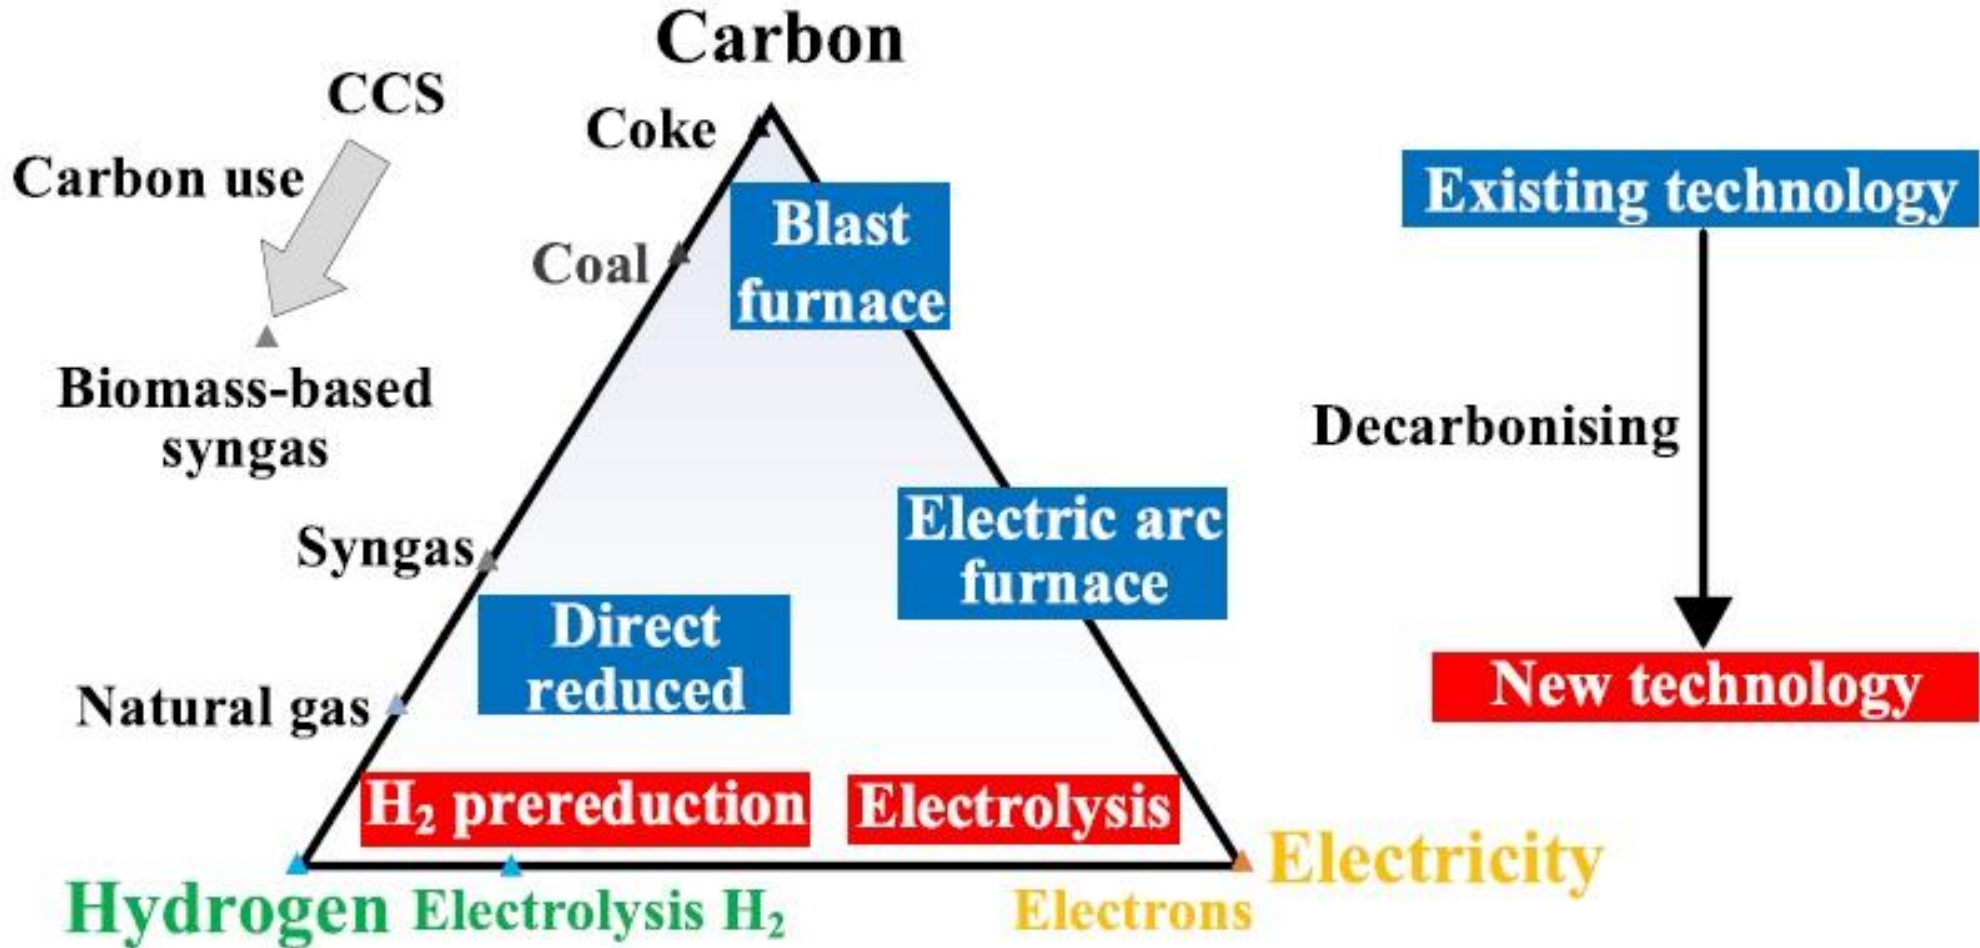 Carbon
CCS
Coke
Carbon use
Existing technology
Blast
furnace
Coal
Biomass-based
syngas
Decarbonising
Electric arc
furnace
Syngas
Direct
reduced
New technology
Natural gas
H₂ prereduction
Electrolysis
Electricity
Hydrogen
Electrolysis H₂
Electrons